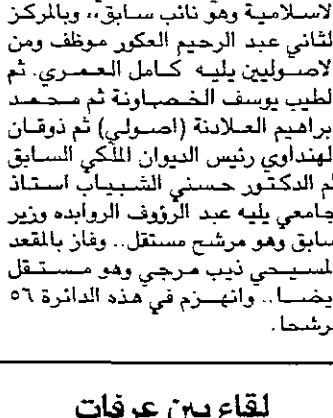 لاسلامية وهو نائب سابق،، وبالمركز
لثاني عبد الرحيم العكور موظف ومن
لاصوليين يليه كامل العمري. ثم
لطيب يوسف الخصاونة ثم محمد
براهيم العلاونة (اصولي) ثم ذوقان
لهنداوي رئيس الديوان الملكي السابق
م الدكتور حسني الشياب استاذ
جامعي يليه عبد الرؤوف الروابده وزير
سابق وهو مرشح مستقل.. وفاز بالمقعد
لمسيحي ذيب مرجي وهو مستقل
يضا.. وانهزم في هذه الدائرة ٥٦
رشحا.
لقاء بين عرفات